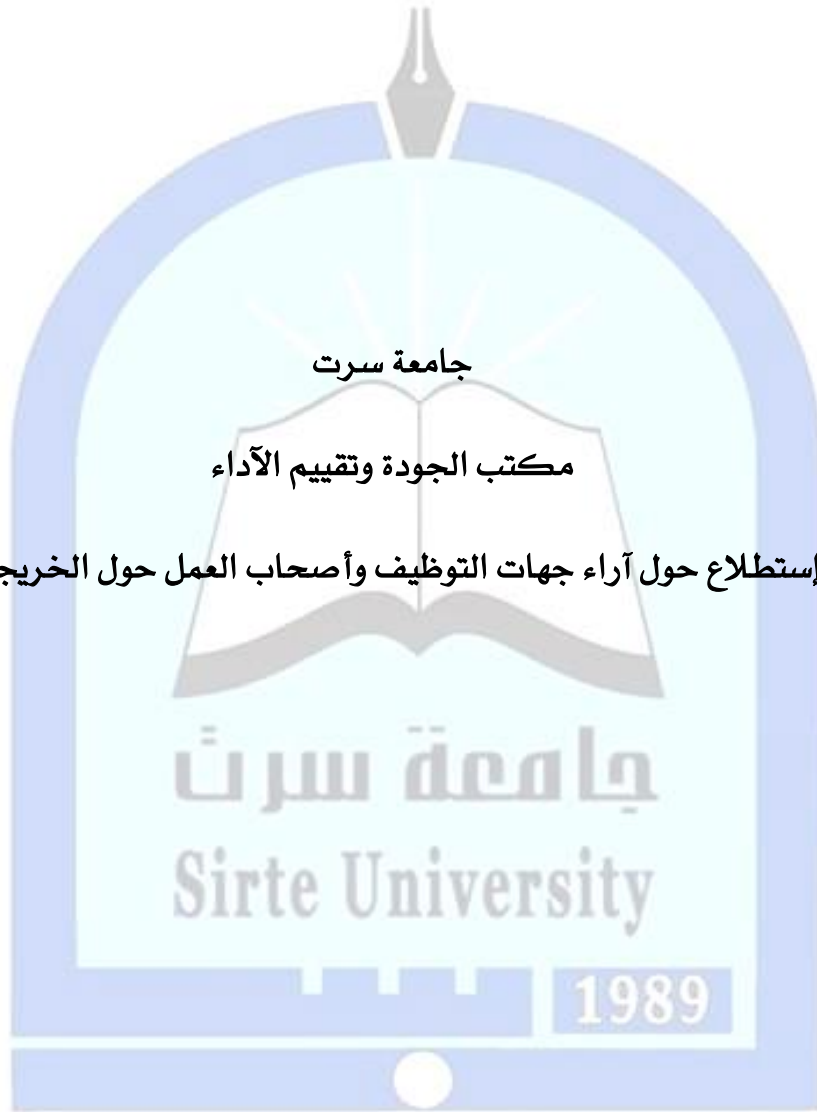 جامعة سرت
مكتب الجودة وتقييم الآداء
إستطلاع حول آراء جهات التوظيف وأصحاب العمل حول
جامعة سرت
Sirte University
1989